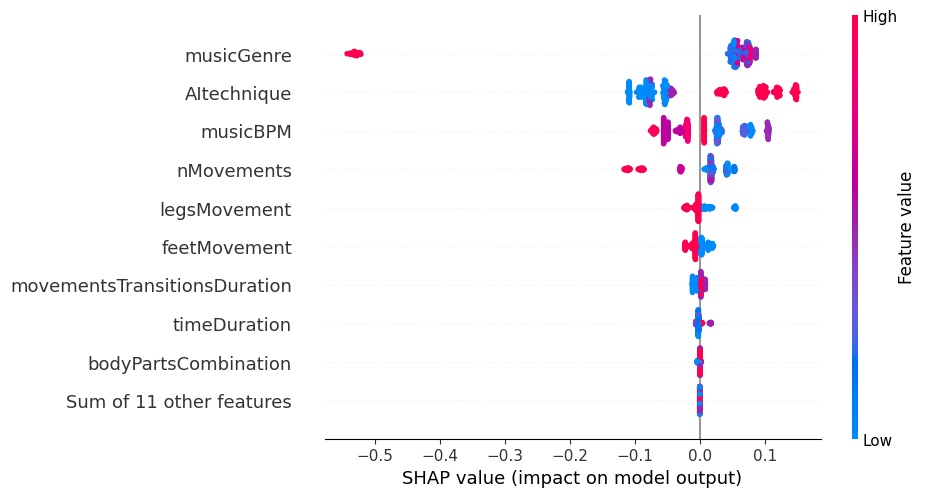 High
musicGenre
AItechnique
musicBPM
nMovements
legsMovement
feetMovement
movementsTransitionsDuration
timeDuration
bodyPartsCombination
Sum of 11 other features
Feature value
Low
−0.5 −0.4 −0.3 −0.2 −0.1 0.0 0.1
SHAP value (impact on model output)